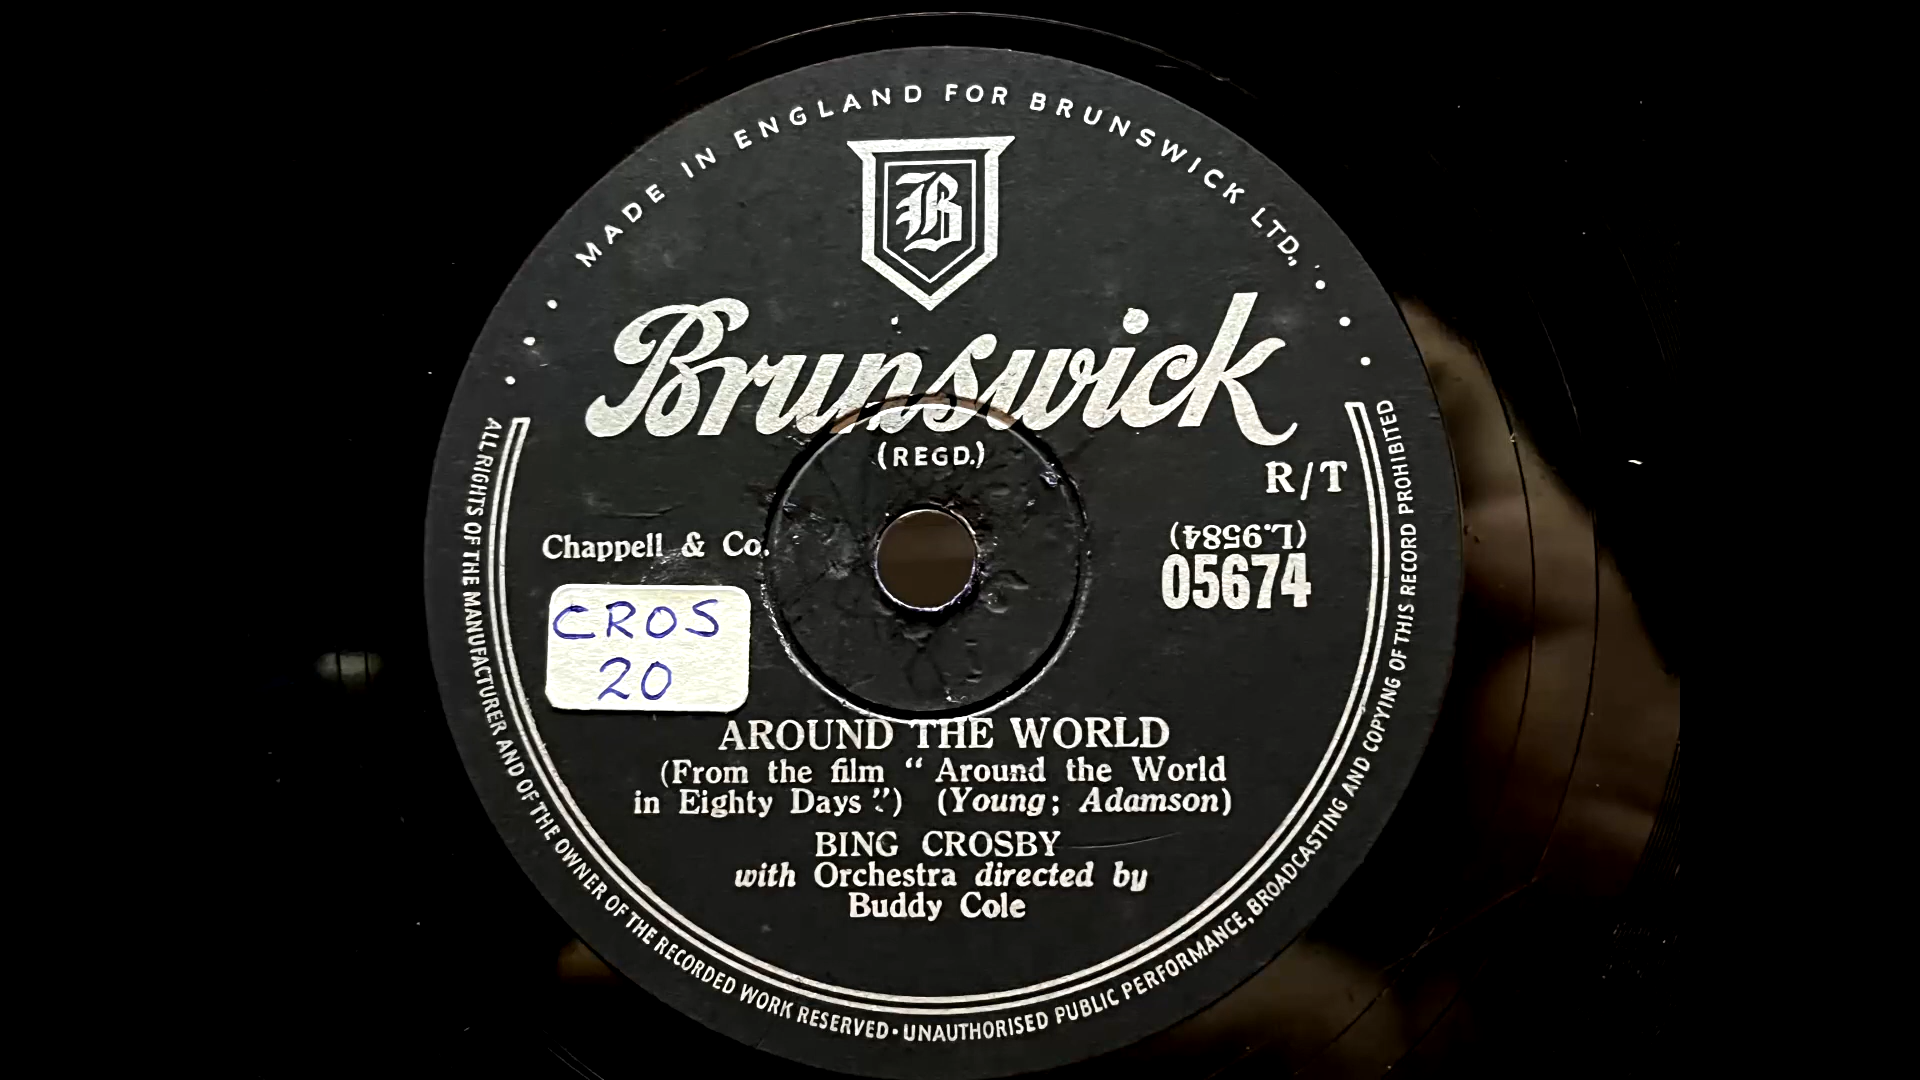 MADE IN ENGLAND FOR BRUNSWICK LTD.,
B
Brunswick
(REGD.)
R/T
Chappell & Co.
(L.9584)
05674
CROS
20
AROUND THE WORLD
(From the film “ Around the World
in Eighty Days ”.) (Young ; Adamson)
BING CROSBY
with Orchestra directed by
Buddy Cole
ALL RIGHTS OF THE MANUFACTURER AND OF THE OWNER OF THE RECORDED WORK RESERVED · UNAUTHORISED PUBLIC PERFORMANCE, BROADCASTING AND COPYING OF THIS RECORD PROHIBITED